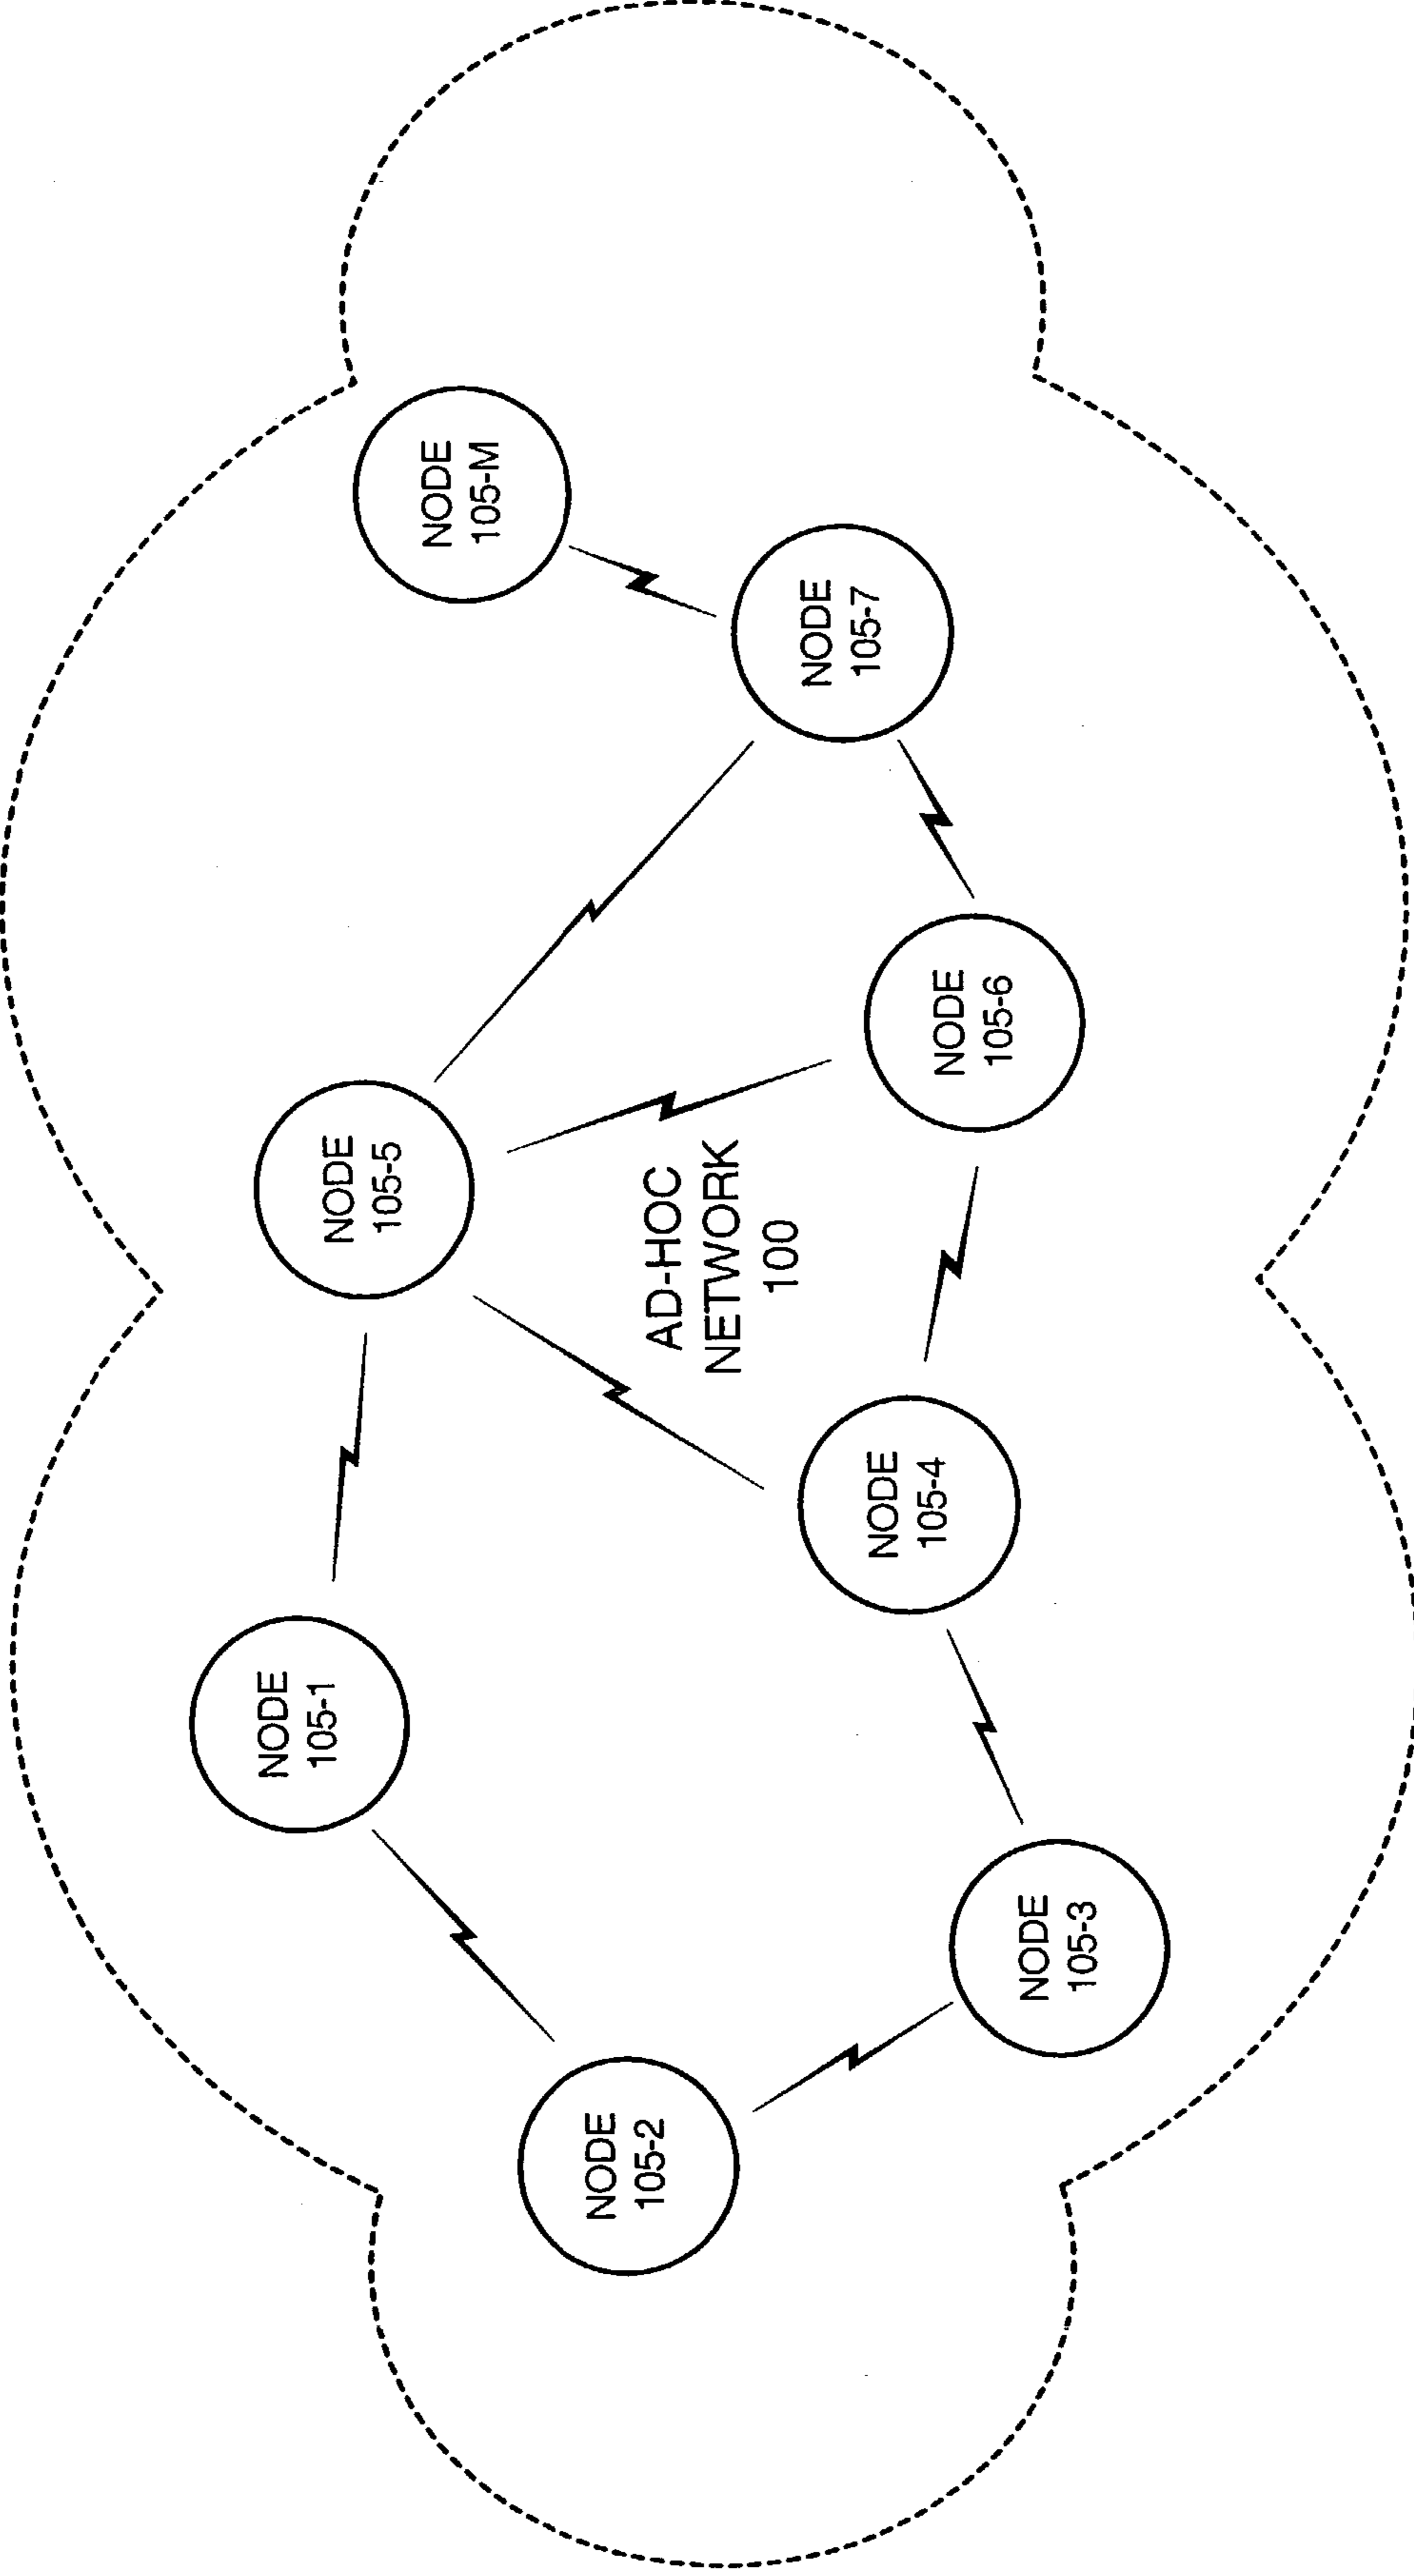 NODE
105-1
NODE
105-5
NODE
105-M
NODE
105-2
AD-HOC
NETWORK
100
NODE
105-7
NODE
105-4
NODE
105-6
NODE
105-3